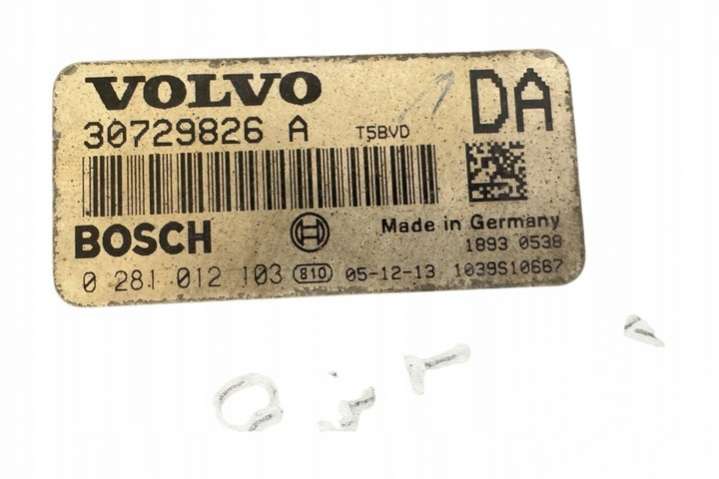 VOLVO
30729826 A T5BVD DA
BOSCH Made in Germany
1893 0538
0 281 012 103 810 05-12-13 1039S10667